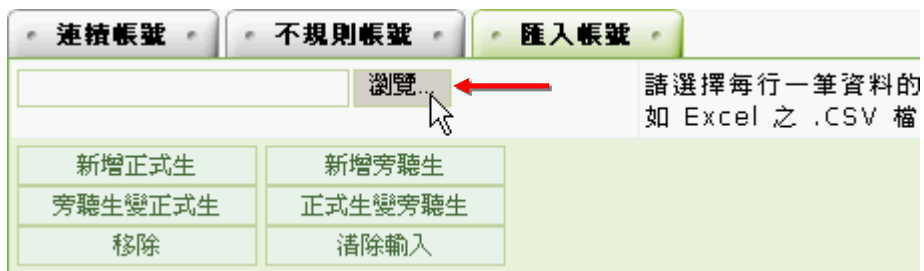 連續帳號
不規則帳號
匯入帳號
瀏覽...
請選擇每行一筆資料的
如 Excel 之 .CSV 檔
新增正式生
新增旁聽生
旁聽生變正式生
正式生變旁聽生
移除
清除輸入